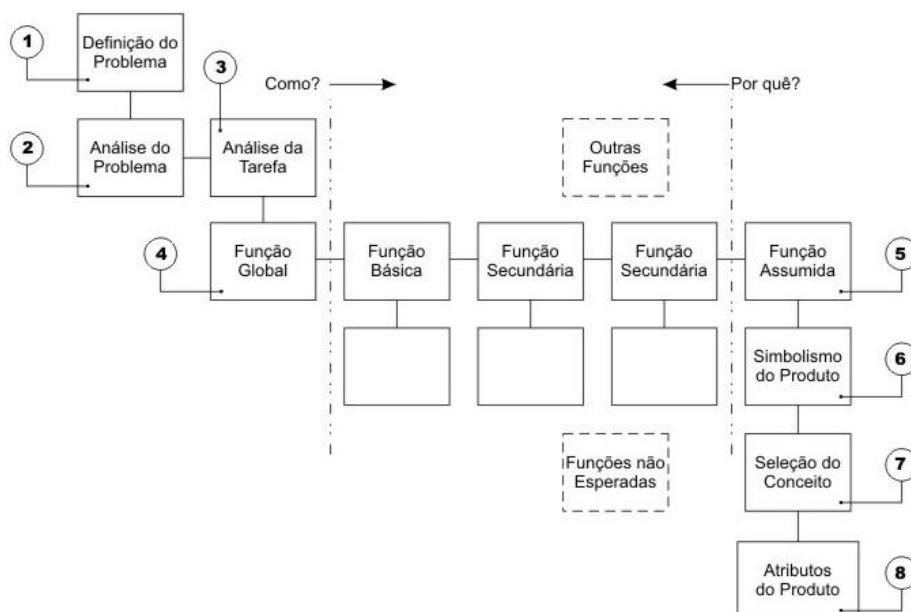 1
Definição do
Problema
2
Análise do
Problema
3
Análise da
Tarefa
Como?
Por quê?
Outras
Funções
4
Função
Global
Função
Básica
Função
Secundária
Função
Secundária
Função
Assumida
5
Simbolismo
do Produto
6
Funções não
Esperadas
Seleção do
Conceito
7
Atributos
do Produto
8